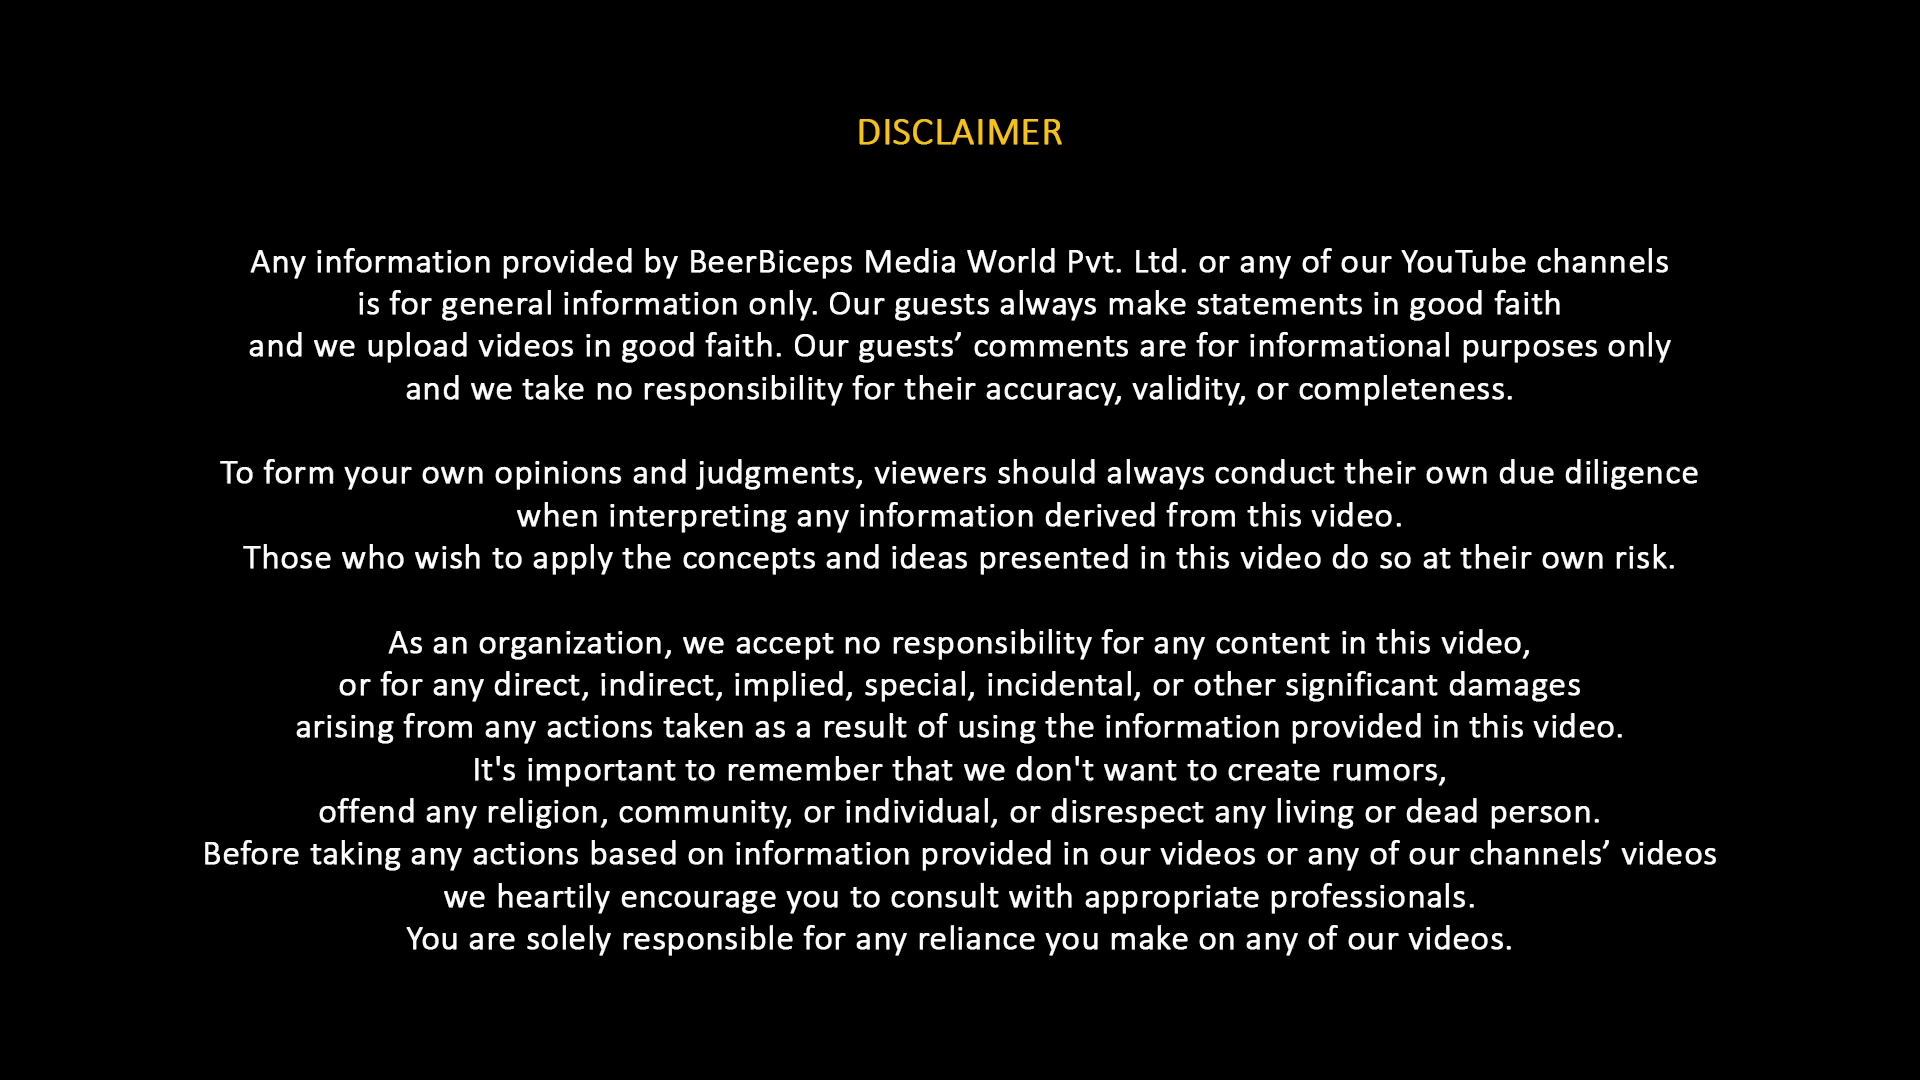 DISCLAIMER
Any information provided by BeerBiceps Media World Pvt. Ltd. or any of our YouTube channels
is for general information only. Our guests always make statements in good faith
and we upload videos in good faith. Our guests’ comments are for informational purposes only
and we take no responsibility for their accuracy, validity, or completeness.
To form your own opinions and judgments, viewers should always conduct their own due diligence
when interpreting any information derived from this video.
Those who wish to apply the concepts and ideas presented in this video do so at their own risk.
As an organization, we accept no responsibility for any content in this video,
or for any direct, indirect, implied, special, incidental, or other significant damages
arising from any actions taken as a result of using the information provided in this video.
It's important to remember that we don't want to create rumors,
offend any religion, community, or individual, or disrespect any living or dead person.
Before taking any actions based on information provided in our videos or any of our channels’ videos
we heartily encourage you to consult with appropriate professionals.
You are solely responsible for any reliance you make on any of our videos.